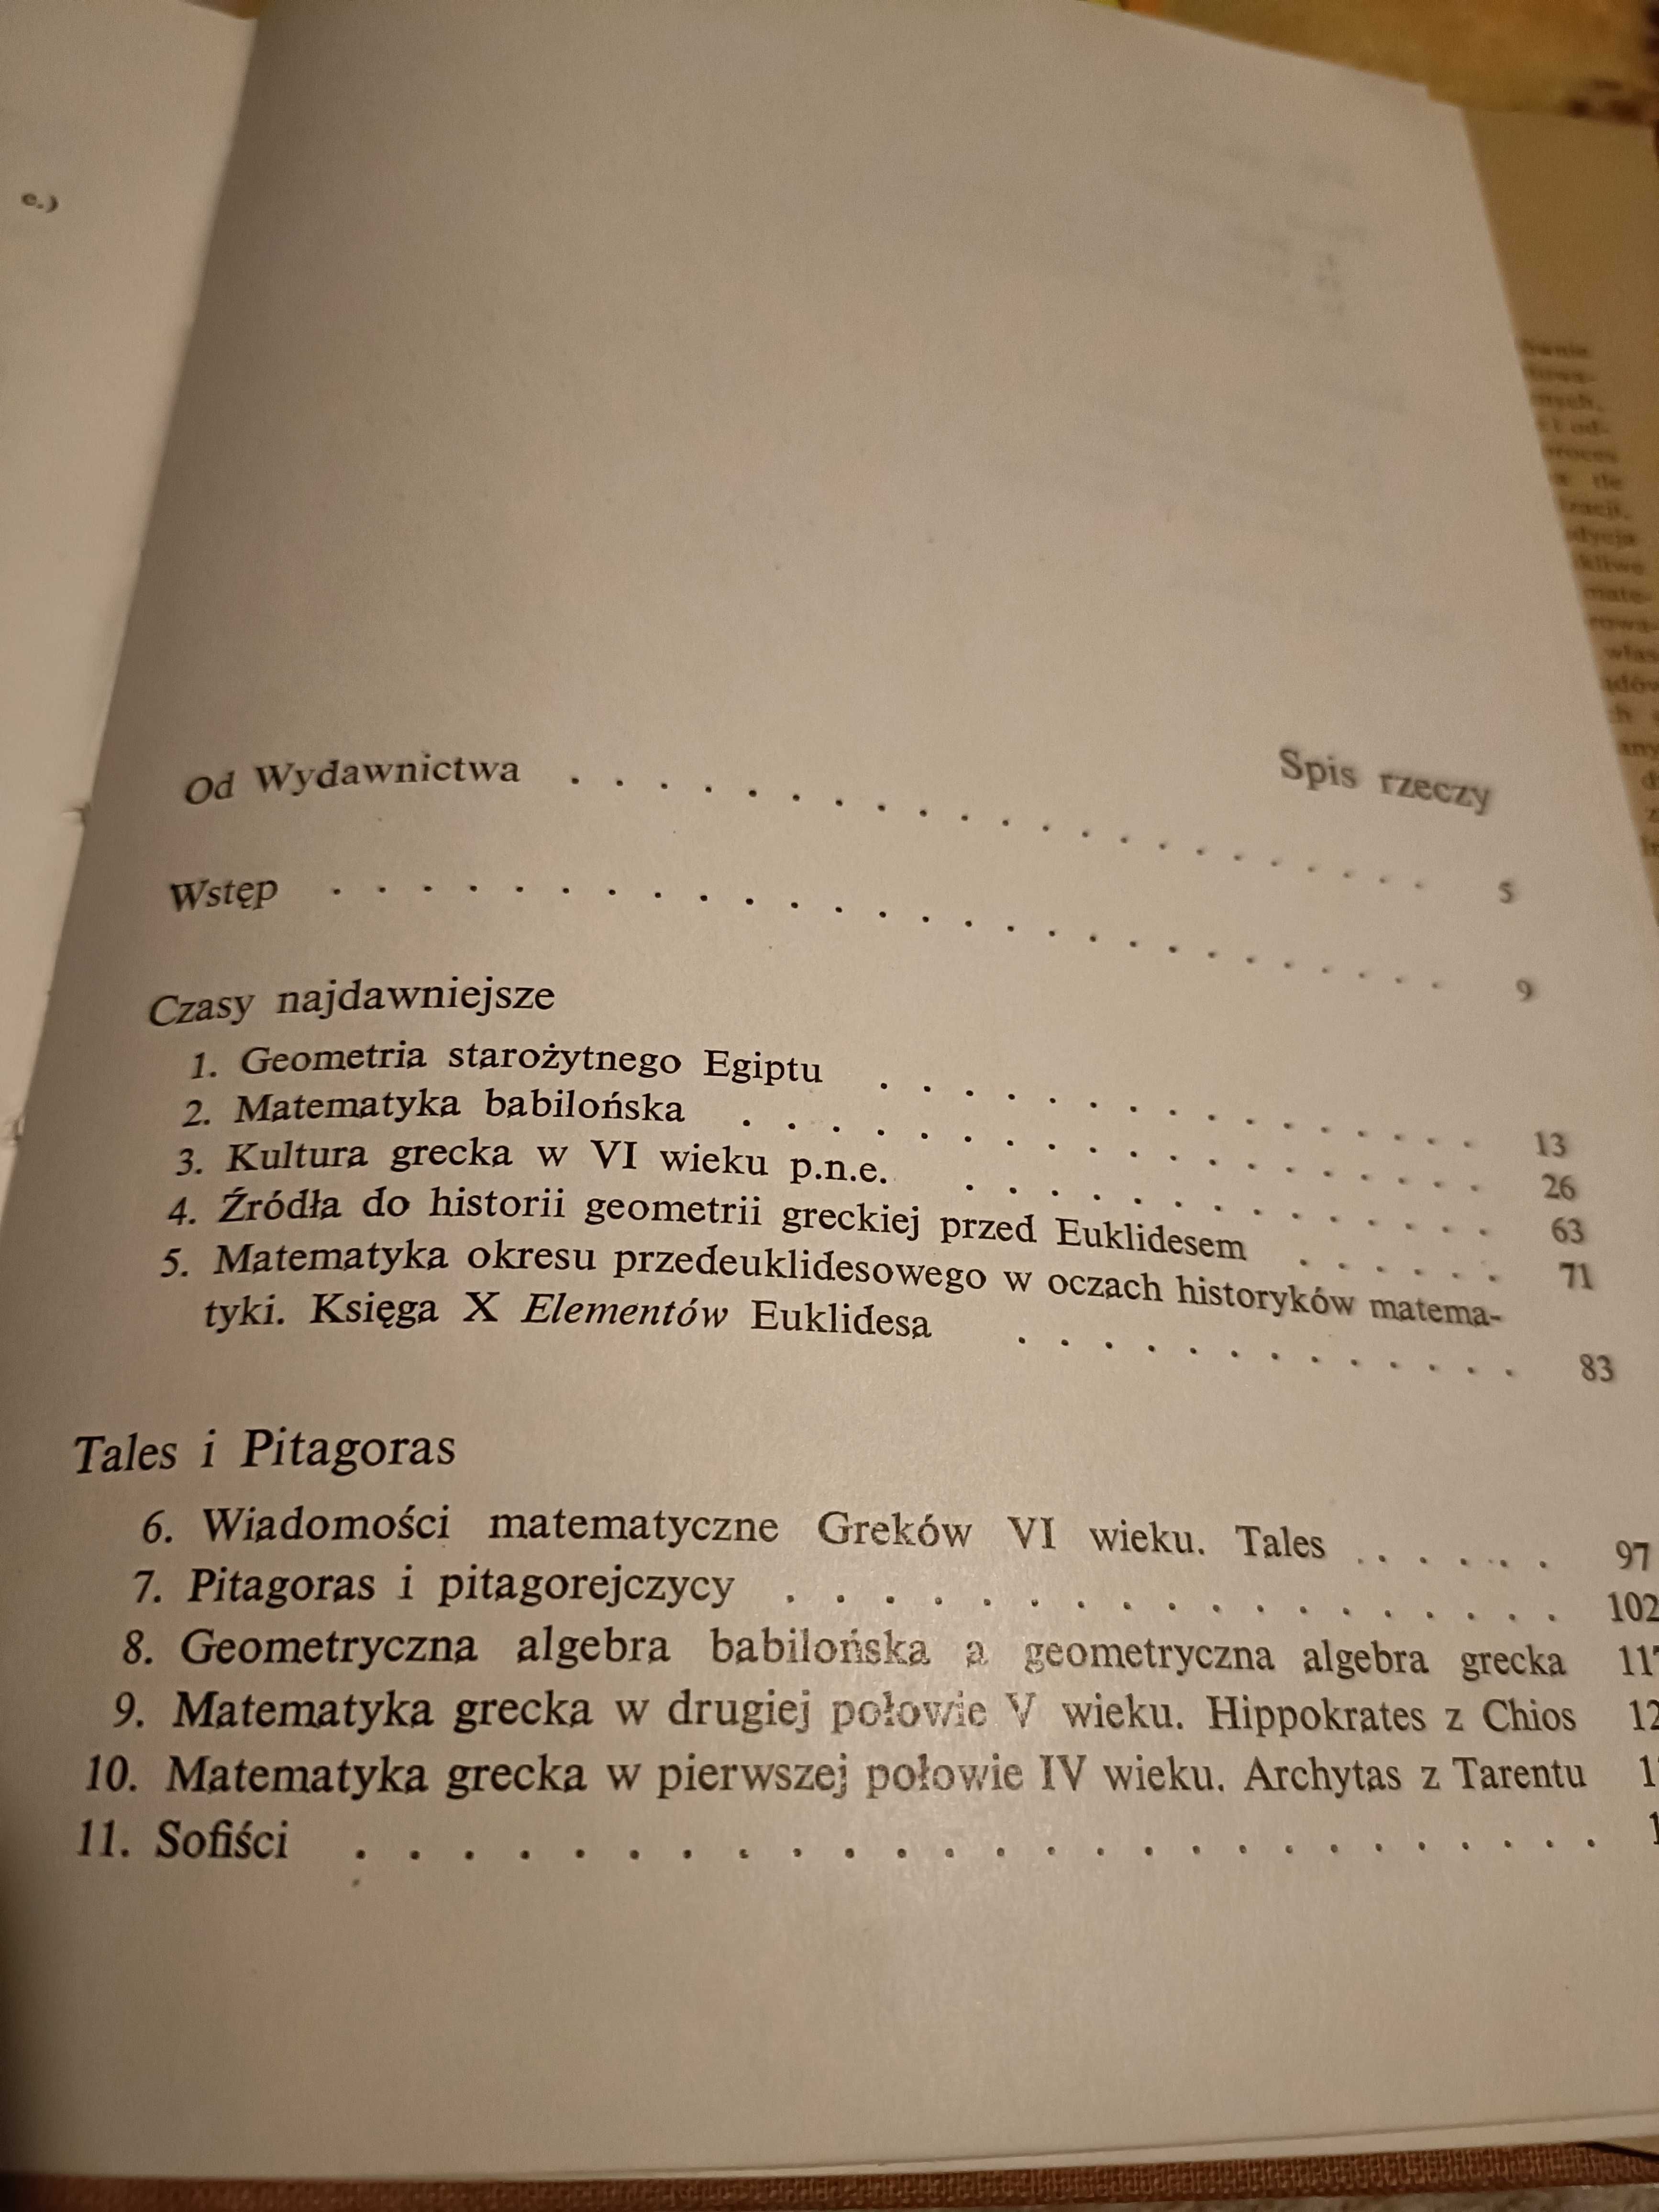 e.)
Spis rzeczy
Od Wydawnictwa . . . . . . . . . . . . . . . . . . . . 5
Wstęp . . . . . . . . . . . . . . . . . . . . . . . . . 9
Czasy najdawniejsze
1. Geometria starożytnego Egiptu . . . . . . . . . . . . . . 13
2. Matematyka babilońska . . . . . . . . . . . . . . . . . 26
3. Kultura grecka w VI wieku p.n.e. . . . . . . . . . . . . . 63
4. Źródła do historii geometrii greckiej przed Euklidesem . . . . . . 71
5. Matematyka okresu przedeuklidesowego w oczach historyków matema-
tyki. Księga X Elementów Euklidesa . . . . . . . . . . . . . 83
Tales i Pitagoras
6. Wiadomości matematyczne Greków VI wieku. Tales . . . . . . 97
7. Pitagoras i pitagorejczycy . . . . . . . . . . . . . . . . . 102
8. Geometryczna algebra babilońska a geometryczna algebra grecka 11
9. Matematyka grecka w drugiej połowie V wieku. Hippokrates z Chios 12
10. Matematyka grecka w pierwszej połowie IV wieku. Archytas z Tarentu 1
11. Sofiści . . . . . . . . . . . . . . . . . . . . . . . . 1